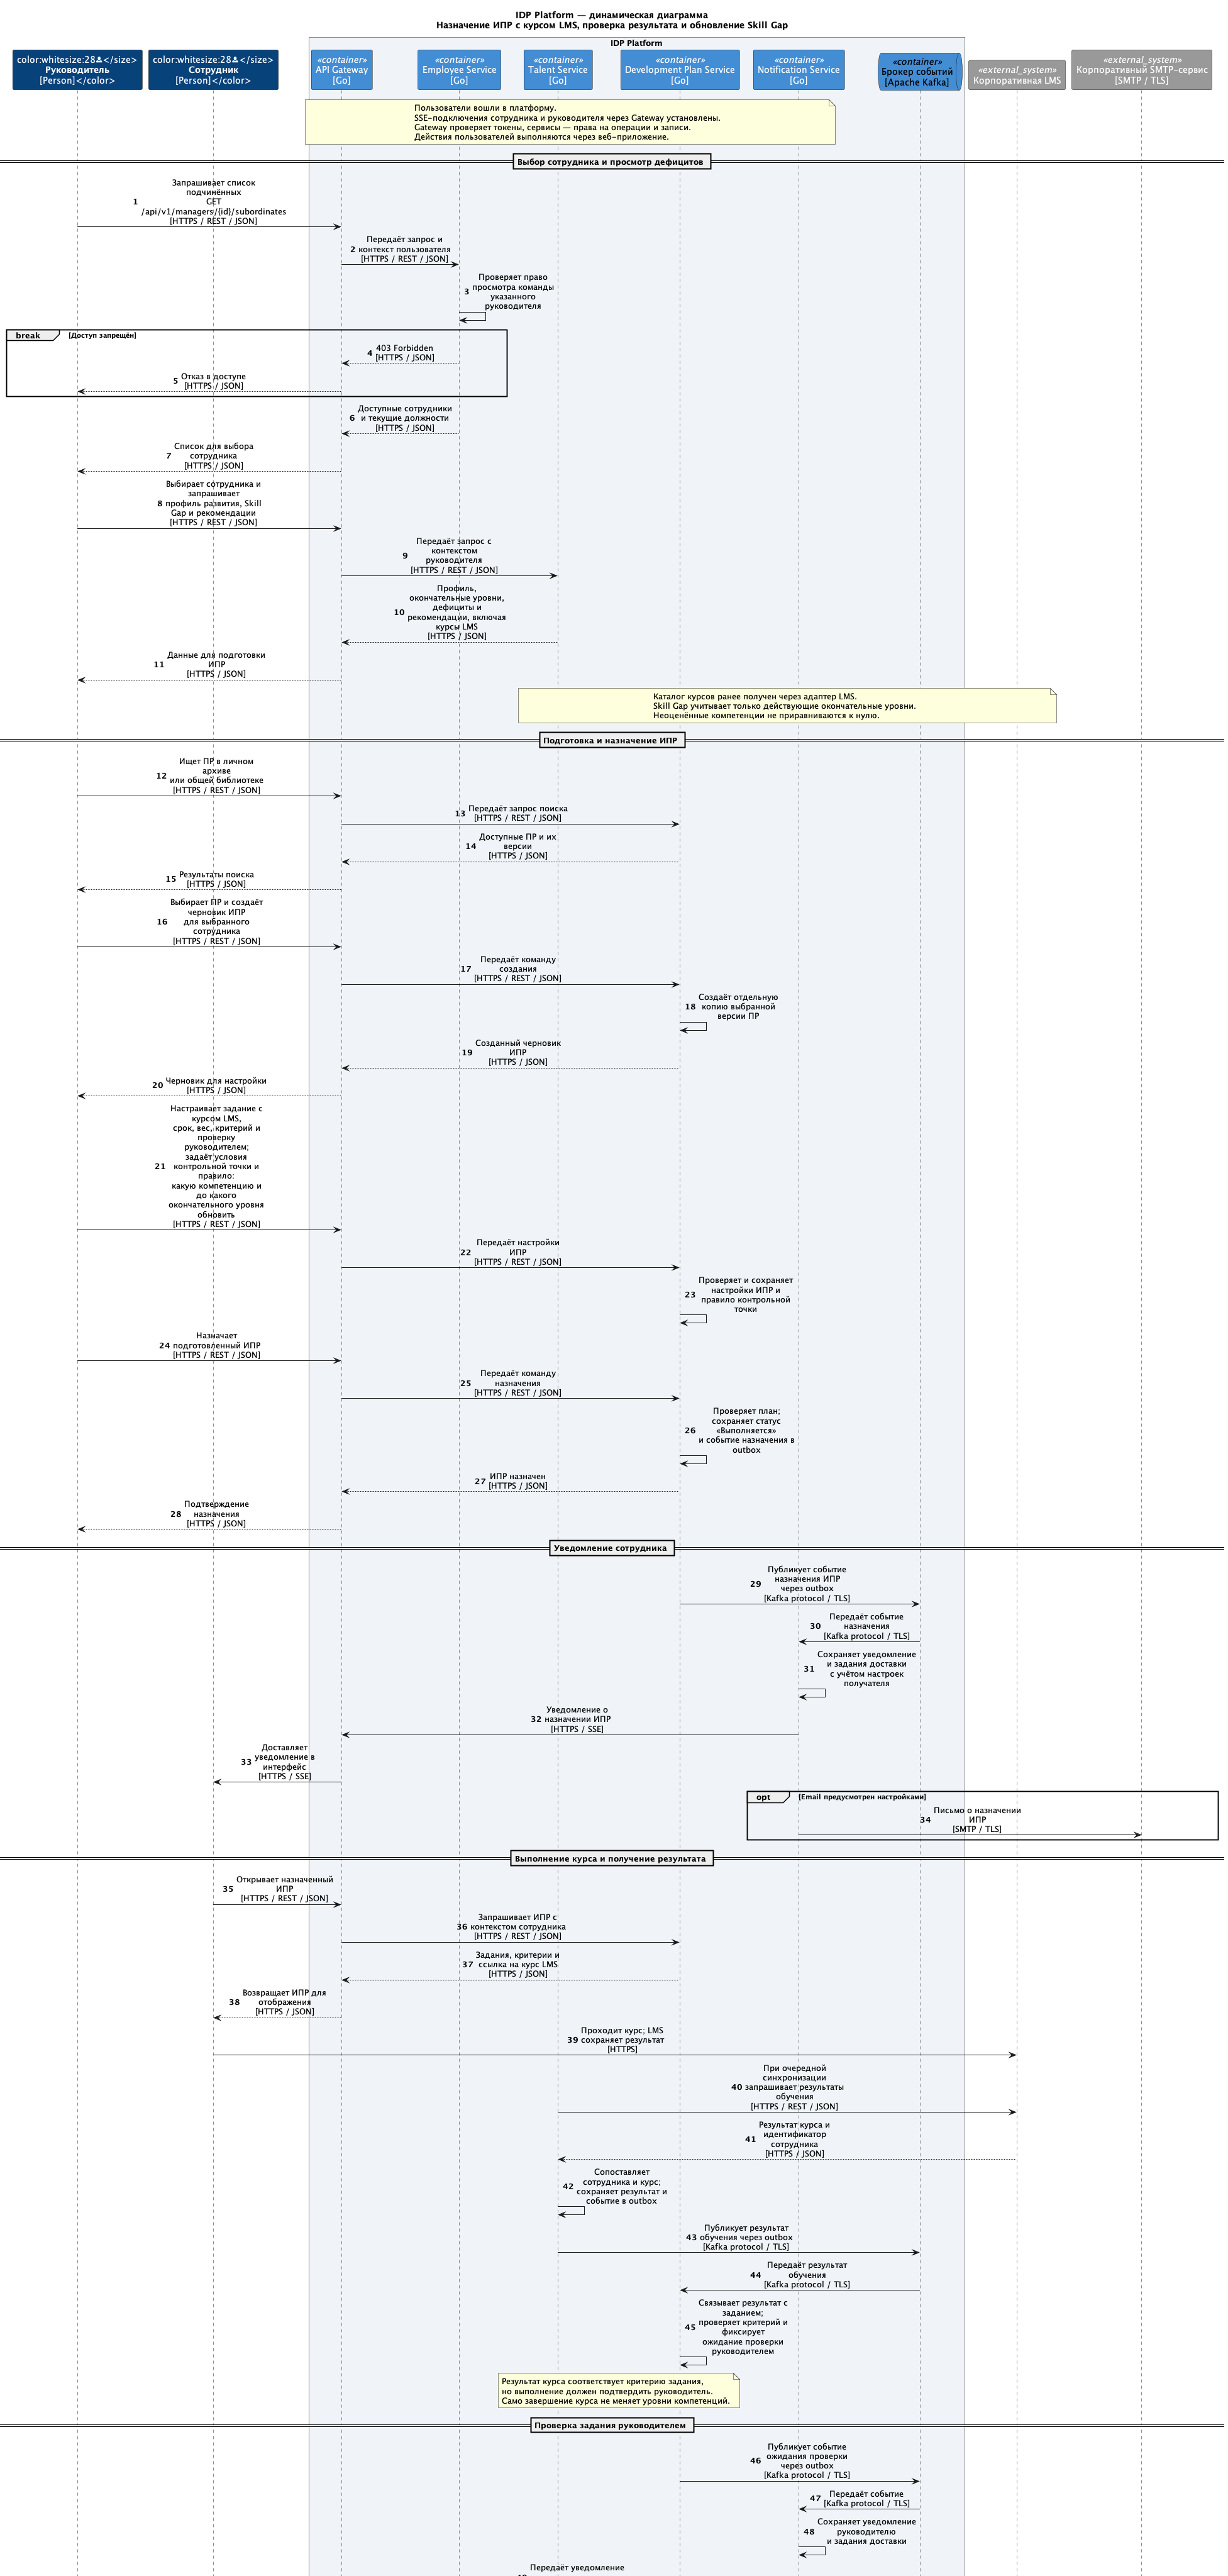 IDP Platform — динамическая диаграмма
Назначение ИПР с курсом LMS, проверка результата и обновление Skill Gap
IDP Platform
color:whitesize:28</size>
Руководитель
[Person]</color>
color:whitesize:28</size>
Сотрудник
[Person]</color>
«container»
API Gateway
[Go]
«container»
Employee Service
[Go]
«container»
Talent Service
[Go]
«container»
Development Plan Service
[Go]
«container»
Notification Service
[Go]
«container»
Брокер событий
[Apache Kafka]
«external_system»
Корпоративная LMS
«external_system»
Корпоративный SMTP-сервис
[SMTP / TLS]
Пользователи вошли в платформу.
SSE-подключения сотрудника и руководителя через Gateway установлены.
Gateway проверяет токены, сервисы — права на операции и записи.
Действия пользователей выполняются через веб-приложение.
Выбор сотрудника и просмотр дефицитов
Запрашивает список
подчинённых
1 GET
/api/v1/managers/{id}/subordinates
[HTTPS / REST / JSON]
Передаёт запрос и
2 контекст пользователя
[HTTPS / REST / JSON]
Проверяет право
3 просмотра команды
указанного
руководителя
break [Доступ запрещён]
4 403 Forbidden
[HTTPS / JSON]
5 Отказ в доступе
[HTTPS / JSON]
Доступные сотрудники
6 и текущие должности
[HTTPS / JSON]
Список для выбора
7 сотрудника
[HTTPS / JSON]
Выбирает сотрудника и
запрашивает
8 профиль развития, Skill
Gap и рекомендации
[HTTPS / REST / JSON]
Передаёт запрос с
9 контекстом
руководителя
[HTTPS / REST / JSON]
Профиль,
окончательные уровни,
дефициты и
10 рекомендации, включая
курсы LMS
[HTTPS / JSON]
Данные для подготовки
11 ИПР
[HTTPS / JSON]
Каталог курсов ранее получен через адаптер LMS.
Skill Gap учитывает только действующие окончательные уровни.
Неоценённые компетенции не приравниваются к нулю.
Подготовка и назначение ИПР
Ищет ПР в личном
12 архиве
или общей библиотеке
[HTTPS / REST / JSON]
13 Передаёт запрос поиска
[HTTPS / REST / JSON]
Доступные ПР и их
14 версии
[HTTPS / JSON]
15 Результаты поиска
[HTTPS / JSON]
Выбирает ПР и создаёт
черновик ИПР
16 для выбранного
сотрудника
[HTTPS / REST / JSON]
Передаёт команду
17 создания
[HTTPS / REST / JSON]
Создаёт отдельную
18 копию выбранной
версии ПР
Созданный черновик
19 ИПР
[HTTPS / JSON]
20 Черновик для настройки
[HTTPS / JSON]
Настраивает задание с
курсом LMS,
срок, вес, критерий и
проверку
руководителем;
задаёт условия
21 контрольной точки и
правило:
какую компетенцию и
до какого
окончательного уровня
обновить
[HTTPS / REST / JSON]
Передаёт настройки
22 ИПР
[HTTPS / REST / JSON]
Проверяет и сохраняет
23 настройки ИПР и
правило контрольной
точки
Назначает
24 подготовленный ИПР
[HTTPS / REST / JSON]
Передаёт команду
25 назначения
[HTTPS / REST / JSON]
Проверяет план;
сохраняет статус
26 «Выполняется»
и событие назначения в
outbox
27 ИПР назначен
[HTTPS / JSON]
Подтверждение
28 назначения
[HTTPS / JSON]
Уведомление сотрудника
Публикует событие
29 назначения ИПР
через outbox
[Kafka protocol / TLS]
Передаёт событие
30 назначения
[Kafka protocol / TLS]
Сохраняет уведомление
31 и задания доставки
с учётом настроек
получателя
Уведомление о
32 назначении ИПР
[HTTPS / SSE]
Доставляет
33 уведомление в
интерфейс
[HTTPS / SSE]
opt [Email предусмотрен настройками]
Письмо о назначении
34 ИПР
[SMTP / TLS]
Выполнение курса и получение результата
Открывает назначенный
35 ИПР
[HTTPS / REST / JSON]
Запрашивает ИПР с
36 контекстом сотрудника
[HTTPS / REST / JSON]
Задания, критерии и
37 ссылка на курс LMS
[HTTPS / JSON]
Возвращает ИПР для
38 отображения
[HTTPS / JSON]
Проходит курс; LMS
39 сохраняет результат
[HTTPS]
При очередной
синхронизации
40 запрашивает результаты
обучения
[HTTPS / REST / JSON]
Результат курса и
41 идентификатор
сотрудника
[HTTPS / JSON]
Сопоставляет
42 сотрудника и курс;
сохраняет результат и
событие в outbox
Публикует результат
43 обучения через outbox
[Kafka protocol / TLS]
Передаёт результат
44 обучения
[Kafka protocol / TLS]
Связывает результат с
заданием;
45 проверяет критерий и
фиксирует
ожидание проверки
руководителем
Результат курса соответствует критерию задания,
но выполнение должен подтвердить руководитель.
Само завершение курса не меняет уровни компетенций.
Проверка задания руководителем
Публикует событие
46 ожидания проверки
через outbox
[Kafka protocol / TLS]
47 Передаёт событие
[Kafka protocol / TLS]
Сохраняет уведомление
48 руководителю
и задания доставки
Передаёт уведомление